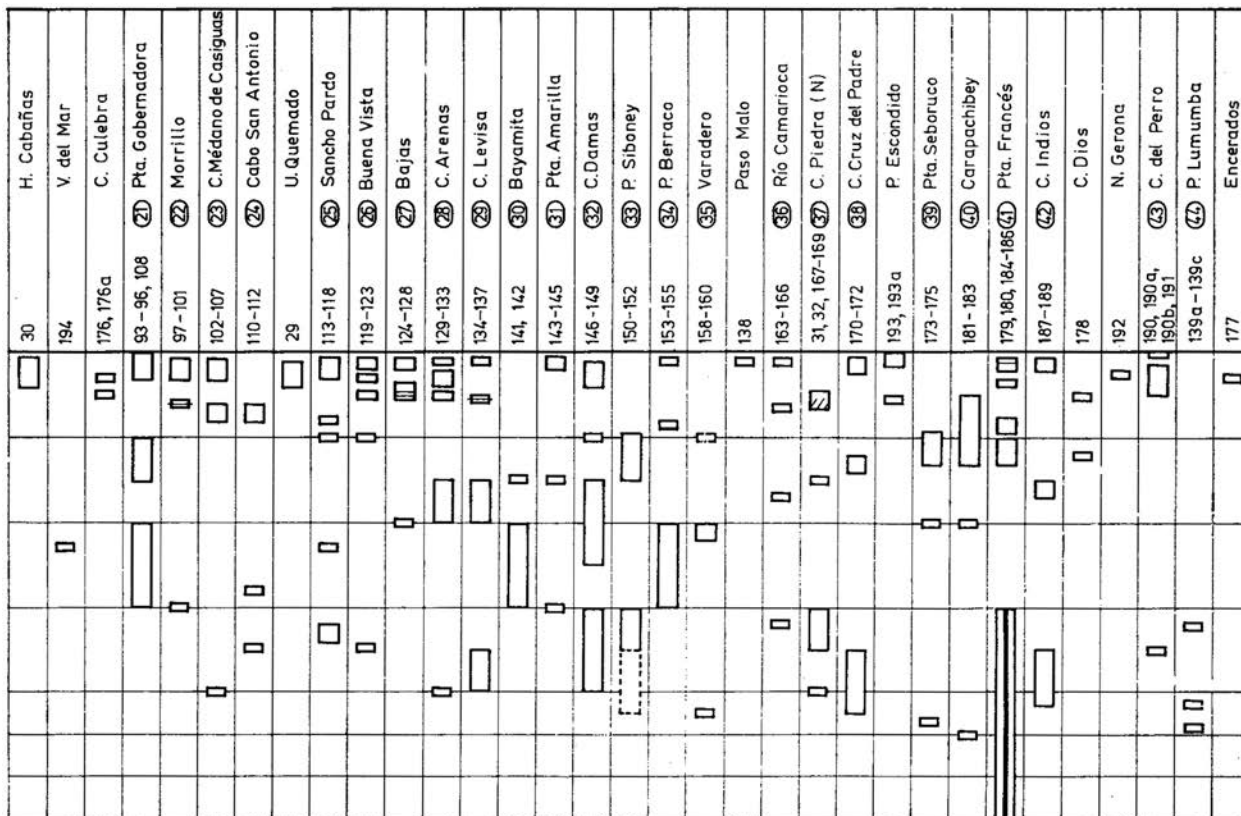 H. Cabañas
30
V. del Mar
194
C. Culebra
176, 176a
Pta. Gobernadora
21
93-96, 108
Morrillo
22
97-101
C. Médano de Casiguas
23
102-107
Cabo San Antonio
24
110-112
U. Quemado
29
Sancho Pardo
25
113-118
Buena Vista
26
119-123
Bajas
27
124-128
C. Arenas
28
129-133
C. Levisa
29
134-137
Bayamita
30
141, 142
Pta. Amarilla
31
143-145
C. Damas
32
146-149
P. Siboney
33
150-152
P. Berraco
34
153-155
Varadero
35
158-160
Paso Malo
138
Río Camarioca
36
163-166
C. Piedra (N)
37
31, 32, 167-169
C. Cruz del Padre
38
170-172
P. Escondido
193, 193a
Pta. Seboruco
39
173-175
Carapachibey
40
181-183
Pta. Francés
41
179, 180, 184-186
C. Indios
42
187-189
C. Dios
178
N. Gerona
192
C. del Perro
43
190, 190a,
190b, 191
P. Lumumba
44
139a-139c
Encerados
177